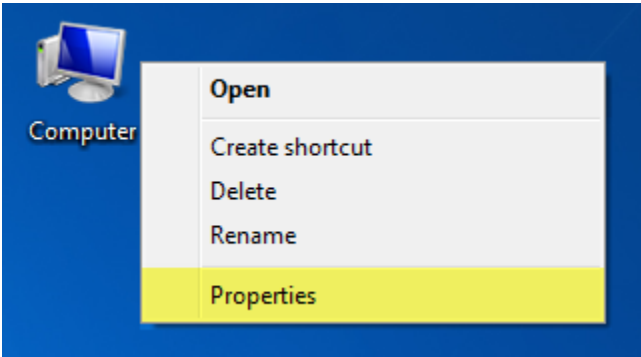 Computer
Open
Create shortcut
Delete
Rename
Properties